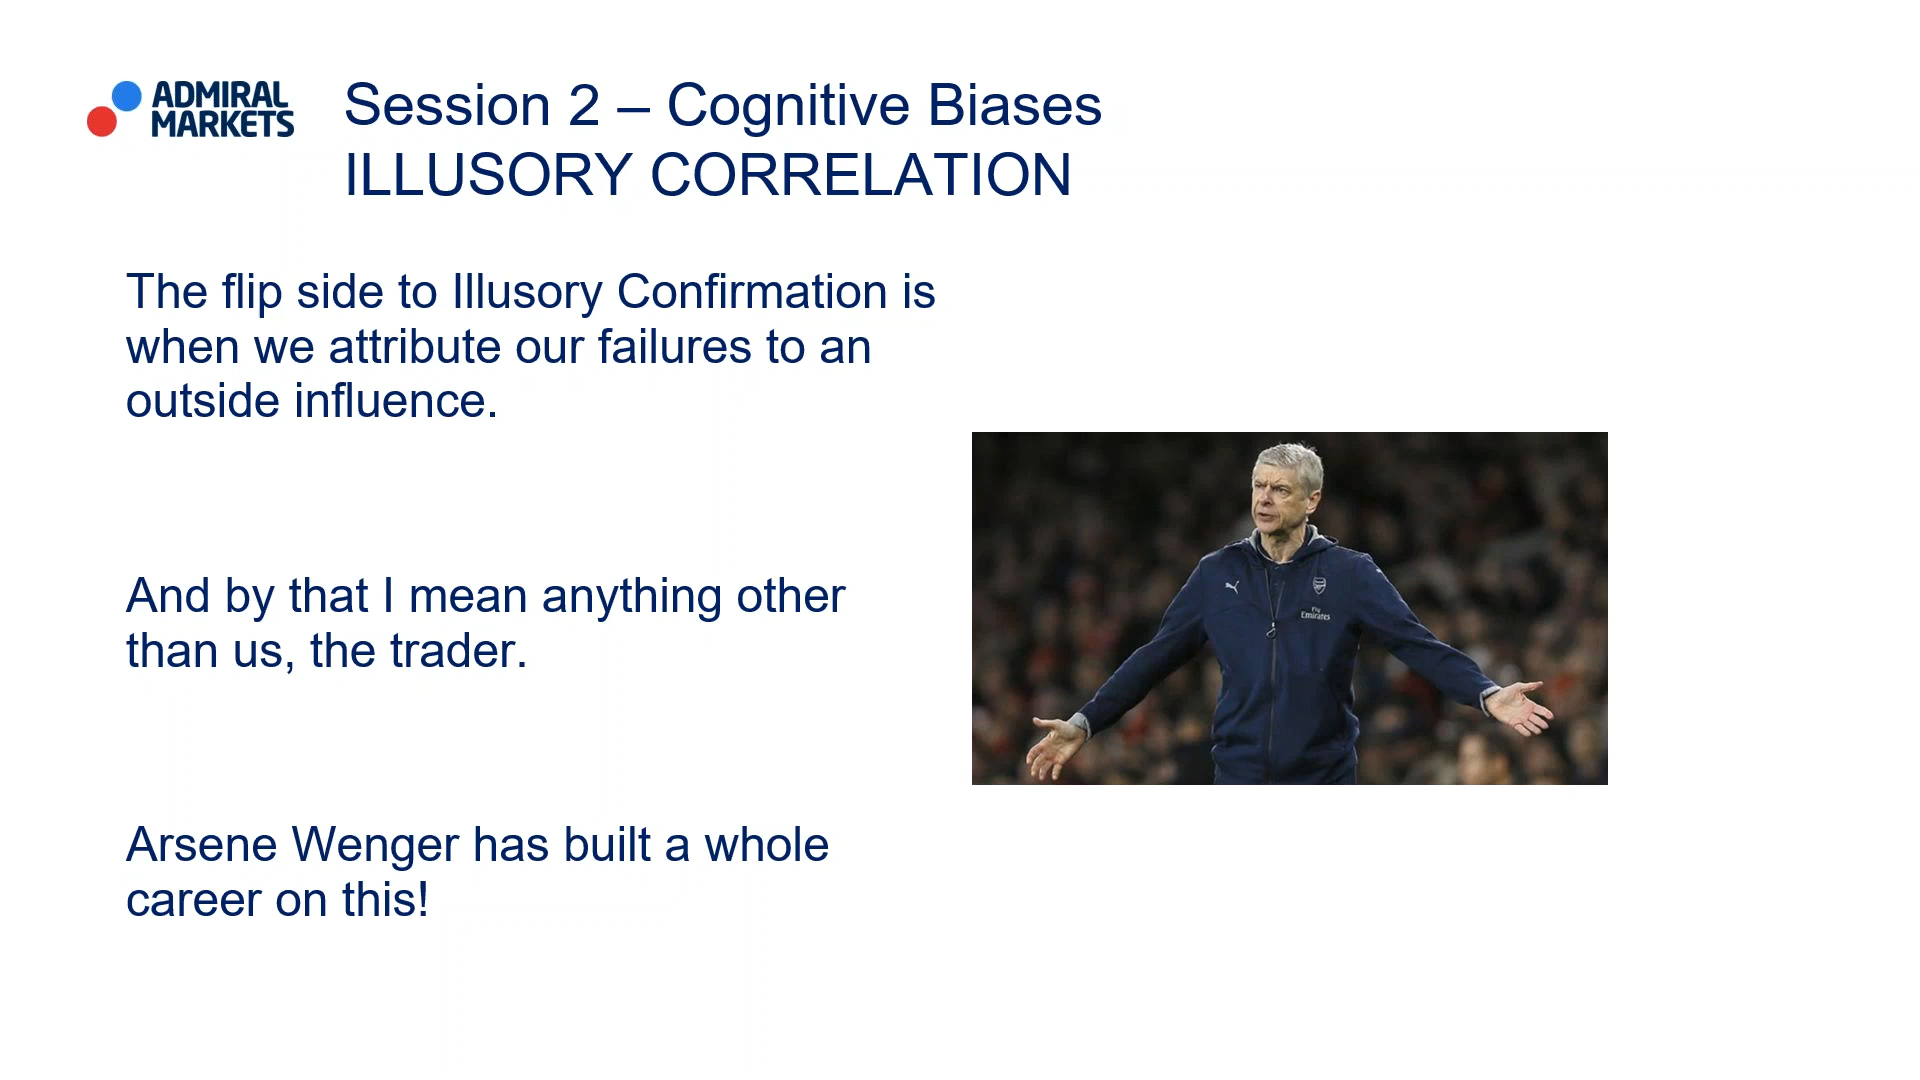 ADMIRAL
MARKETS
Session 2 – Cognitive Biases
ILLUSORY CORRELATION
The flip side to Illusory Confirmation is
when we attribute our failures to an
outside influence.
And by that I mean anything other
than us, the trader.
Arsene Wenger has built a whole
career on this!
Fly
Emirates